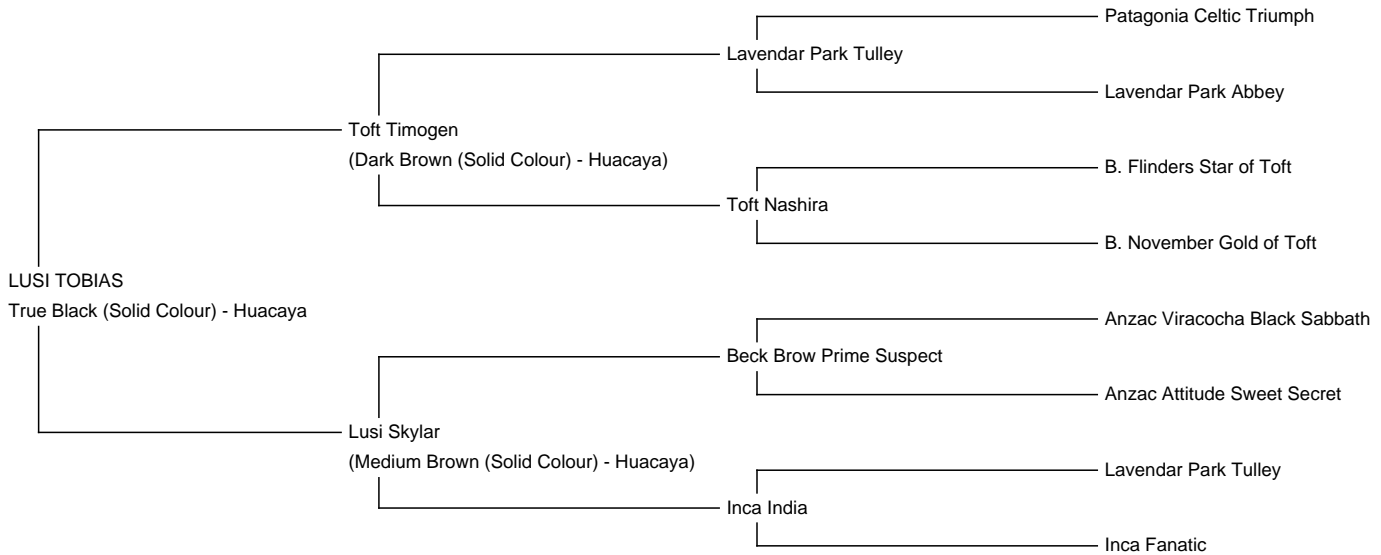 Patagonia Celtic Triumph
Lavendar Park Tulley
Lavendar Park Abbey
Toft Timogen
(Dark Brown (Solid Colour) - Huacaya)
B. Flinders Star of Toft
Toft Nashira
B. November Gold of Toft
LUSI TOBIAS
True Black (Solid Colour) - Huacaya
Anzac Viracocha Black Sabbath
Beck Brow Prime Suspect
Anzac Attitude Sweet Secret
Lusi Skylar
(Medium Brown (Solid Colour) - Huacaya)
Lavendar Park Tulley
Inca India
Inca Fanatic